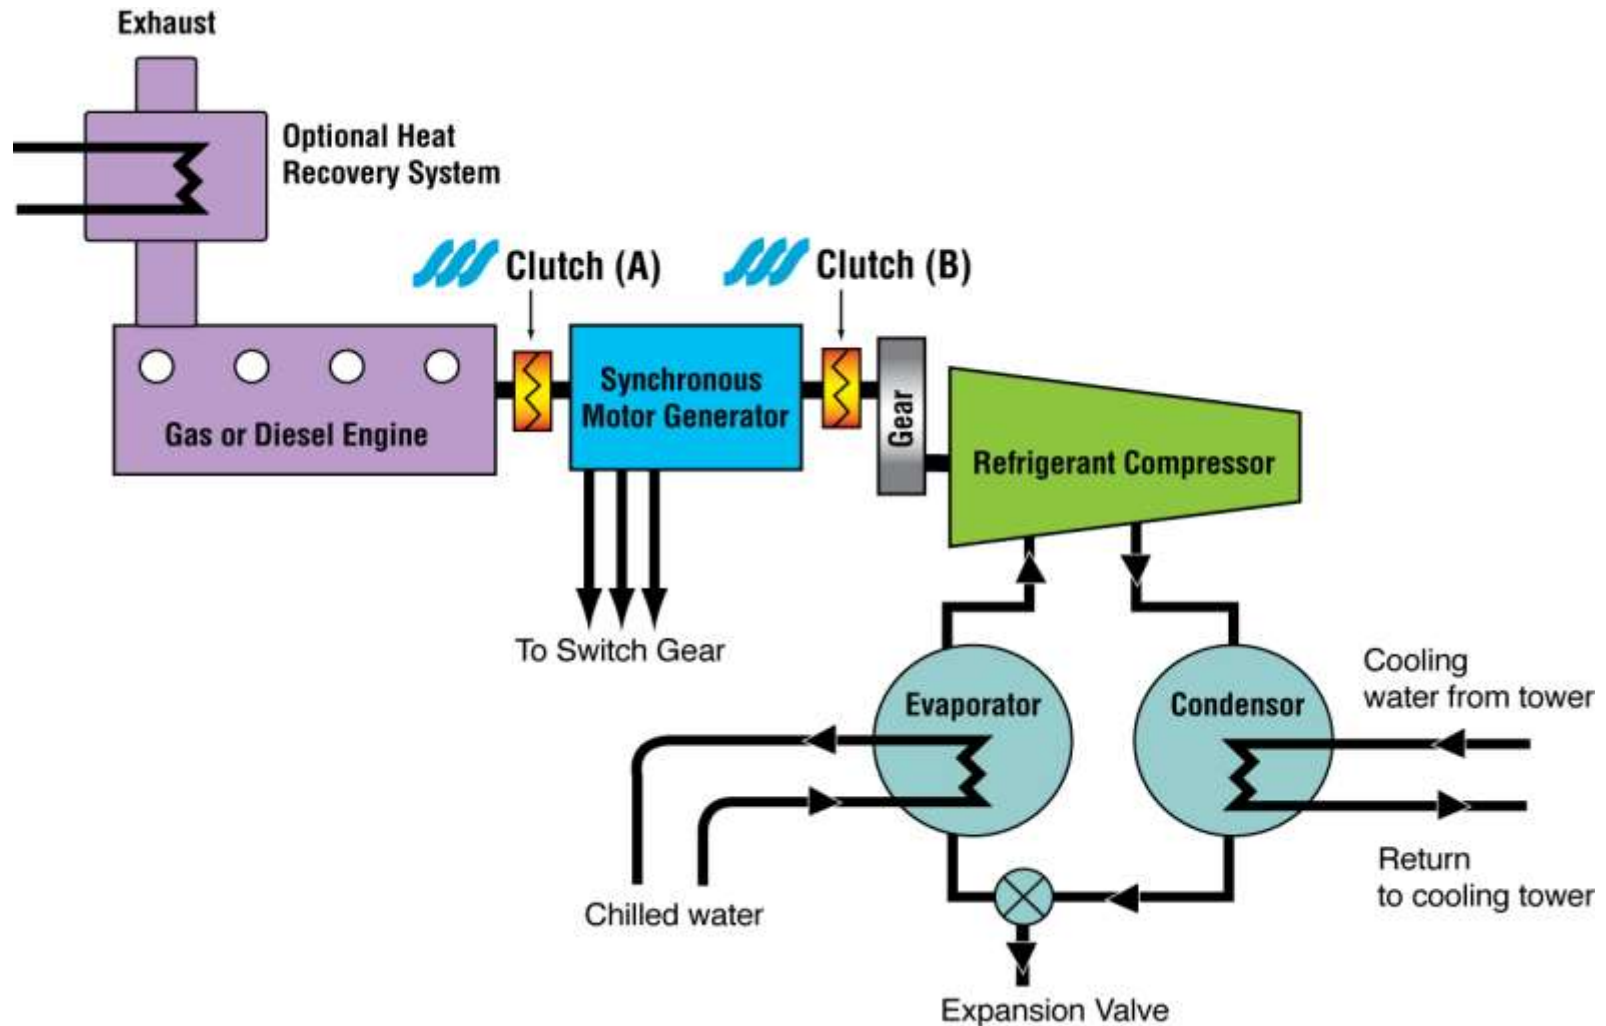 Exhaust
Optional Heat
Recovery System
Clutch (A)
Clutch (B)
Synchronous
Motor Generator
Gas or Diesel Engine
Gear
Refrigerant Compressor
To Switch Gear
Cooling
water from tower
Evaporator
Condensor
Return
to cooling tower
Chilled water
Expansion Valve